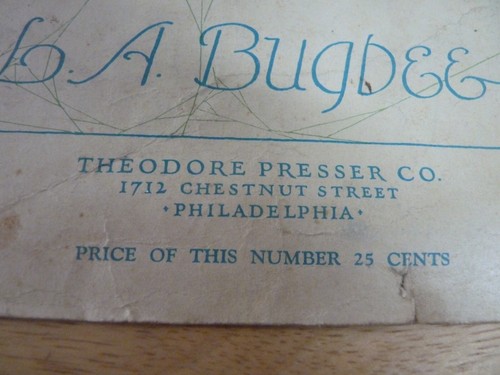 L. A. BUGBEE
THEODORE PRESSER CO.
1712 CHESTNUT STREET
·PHILADELPHIA·
PRICE OF THIS NUMBER 25 CENTS